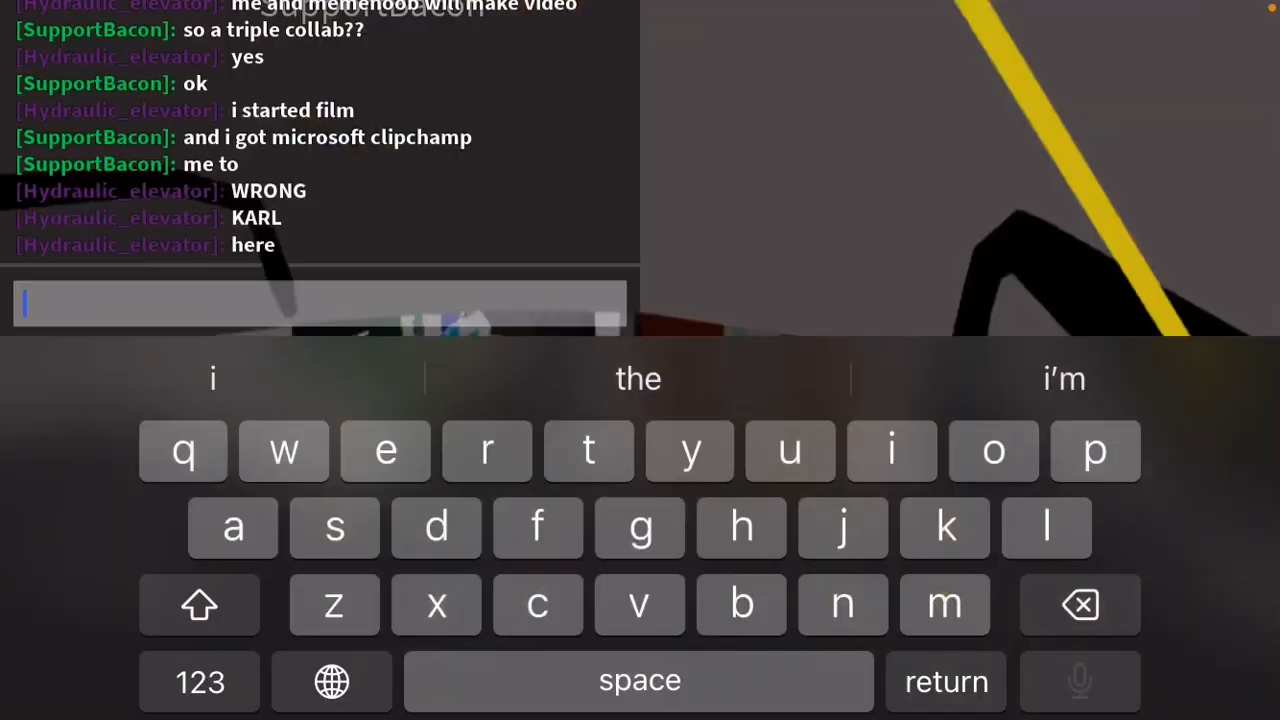 [Hydraulic_elevator]: me and memenoob will make video
SupportBacon
[SupportBacon]: so a triple collab??
[Hydraulic_elevator]: yes
[SupportBacon]: ok
[Hydraulic_elevator]: i started film
[SupportBacon]: and i got microsoft clipchamp
[SupportBacon]: me to
[Hydraulic_elevator]: WRONG
[Hydraulic_elevator]: KARL
[Hydraulic_elevator]: here
i the i'm
q w e r t y u i o p
a s d f g h j k l
z x c v b n m
123 space return